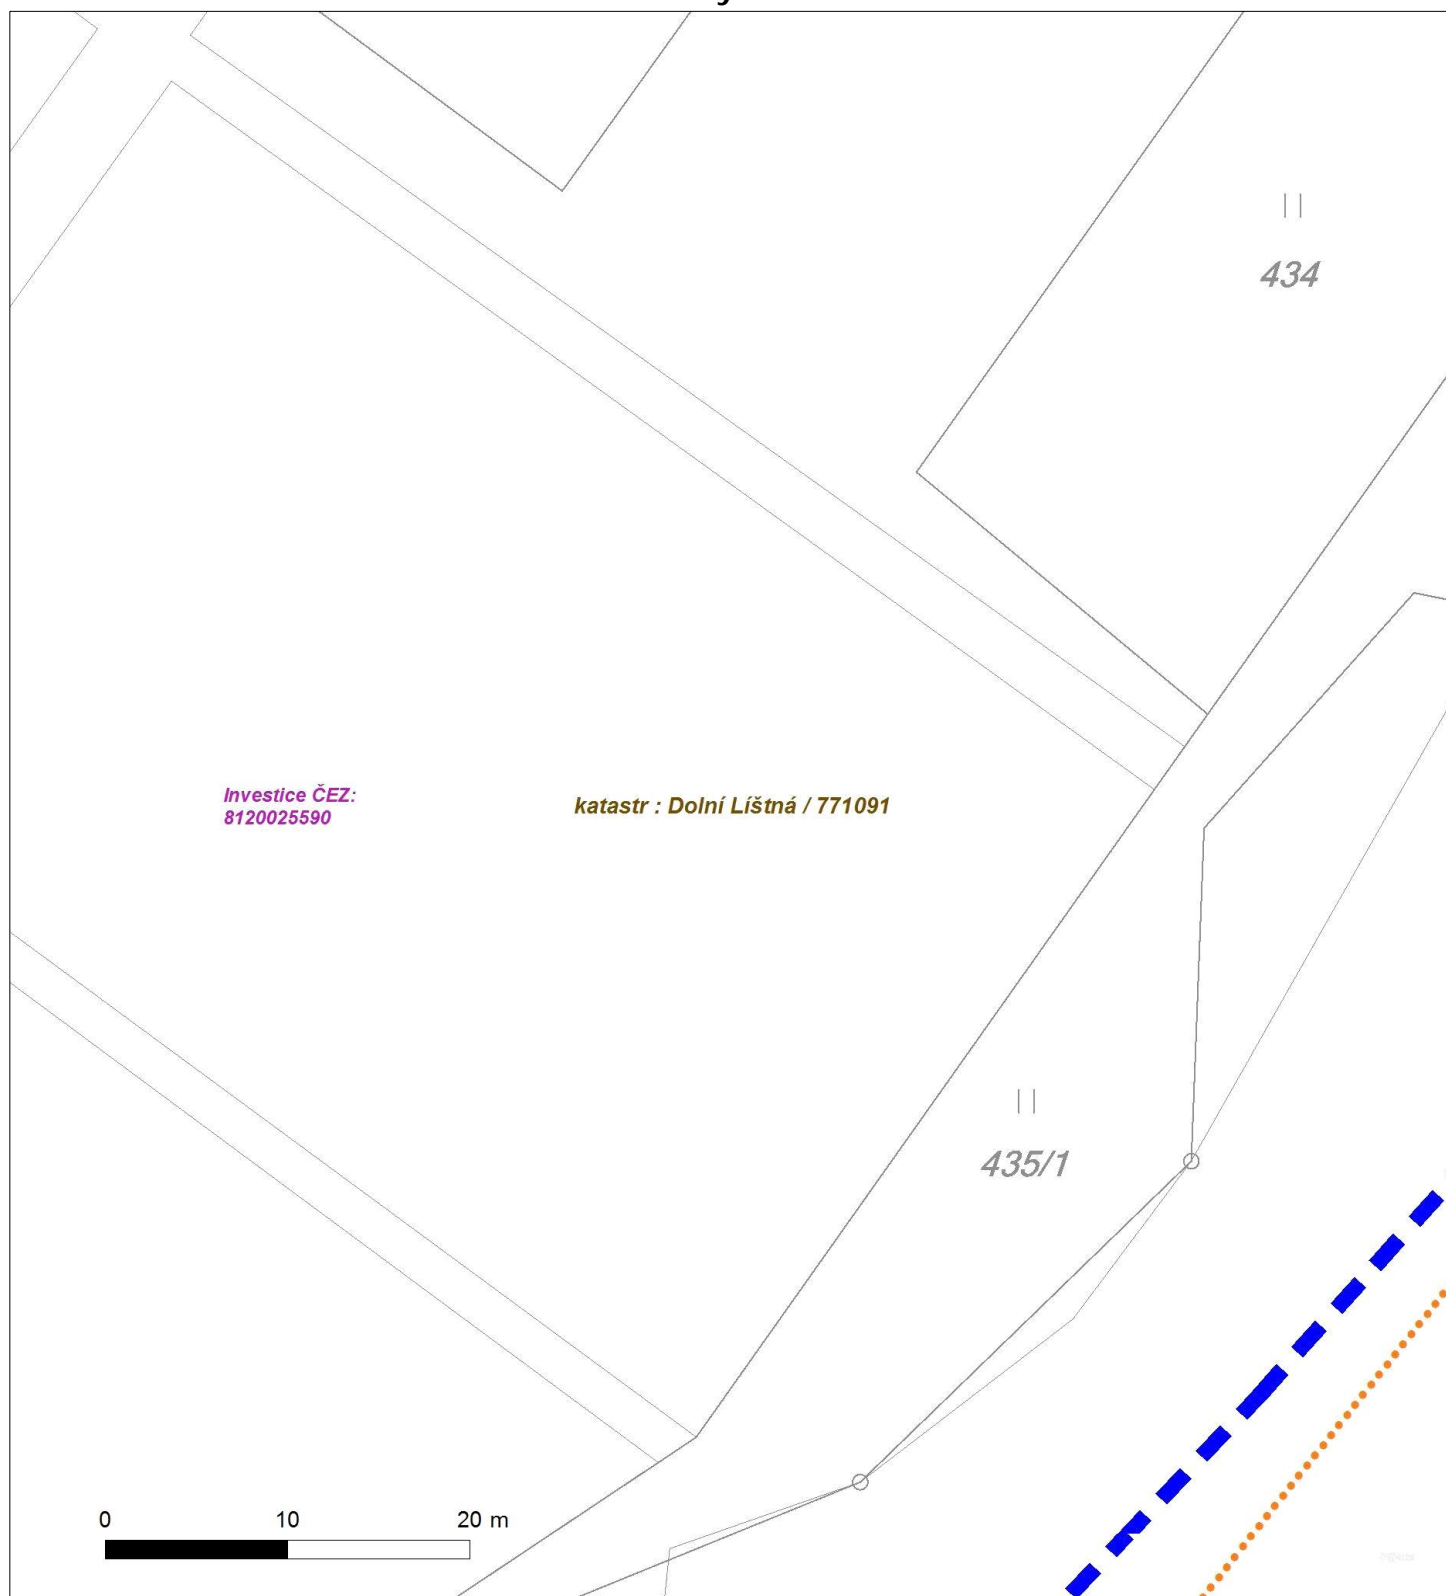 434
Investice ČEZ:
8120025590
katastr : Dolní Líštná / 771091
435/1
0 10 20 m